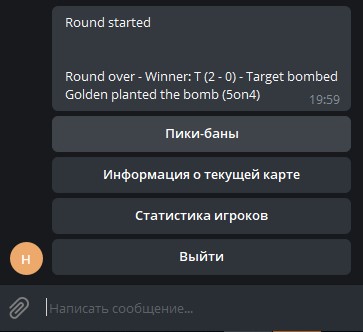 Round started
Round over - Winner: T (2 - 0) - Target bombed
Golden planted the bomb (5on4)
19:59
Пики-баны
Информация о текущей карте
Статистика игроков
Выйти
Н
Написать сообщение...